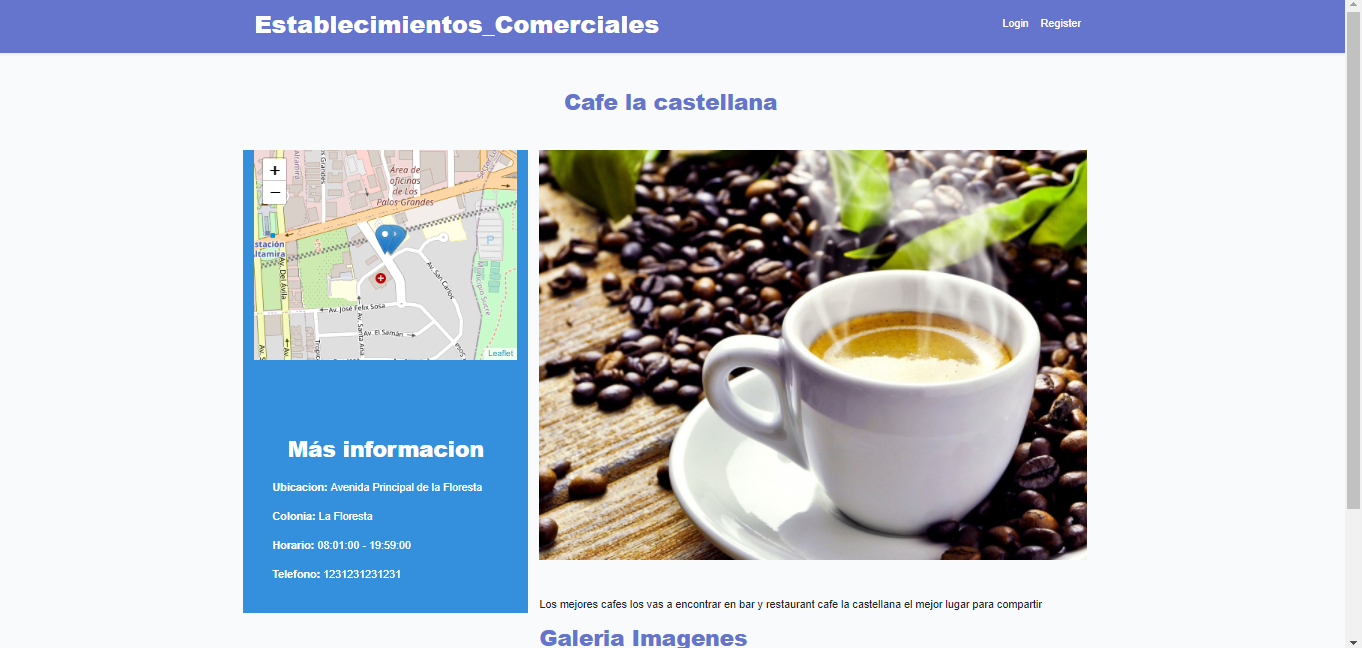 Establecimientos_Comerciales
Login Register
Cafe la castellana
+
−
Área de
oficinas
de Los
Palos Grandes
Altamira
P
Av. Del Ávila
Av. San Carlos
Municipio Sucre
Av. José Félix Sosa
Av. El Samán
Av. Santa Ana
Leaflet
Más informacion
Ubicacion: Avenida Principal de la Floresta
Colonia: La Floresta
Horario: 08:01:00 - 19:59:00
Telefono: 1231231231231
Los mejores cafes los vas a encontrar en bar y restaurant cafe la castellana el mejor lugar para compartir
Galeria Imagenes